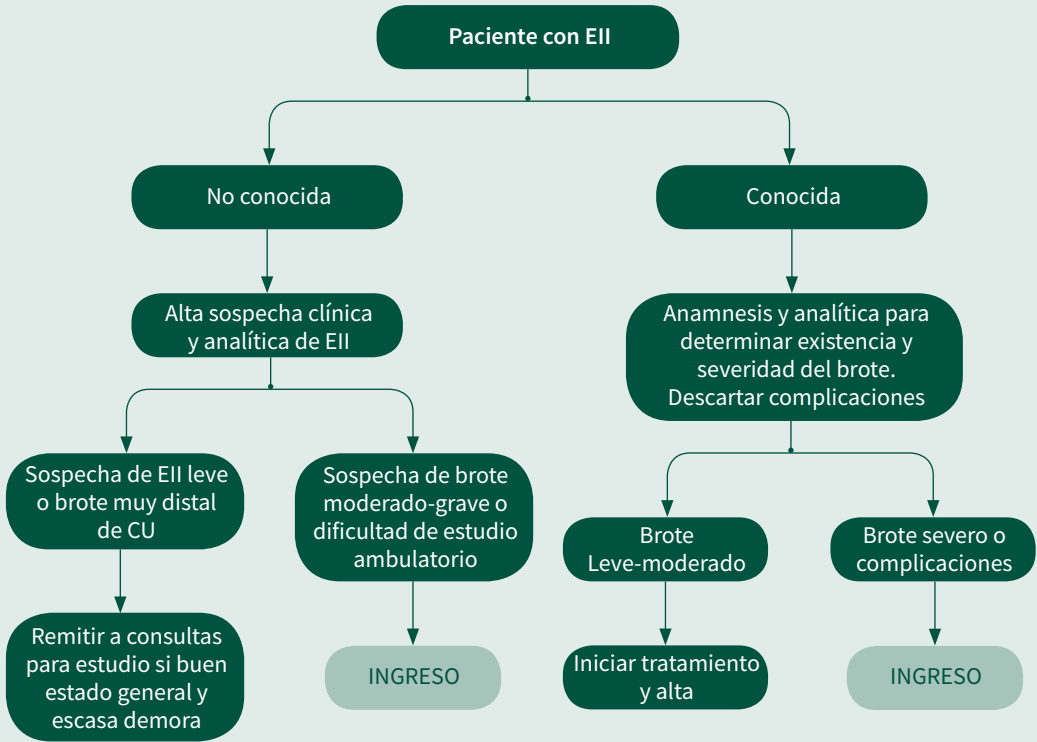 Paciente con EII
No conocida
Conocida
Alta sospecha clínica
y analítica de EII
Anamnesis y analítica para
determinar existencia y
severidad del brote.
Descartar complicaciones
Sospecha de EII leve
o brote muy distal
de CU
Sospecha de brote
moderado-grave o
dificultad de estudio
ambulatorio
Brote
Leve-moderado
Brote severo o
complicaciones
Remitir a consultas
para estudio si buen
estado general y
escasa demora
INGRESO
Iniciar tratamiento
y alta
INGRESO